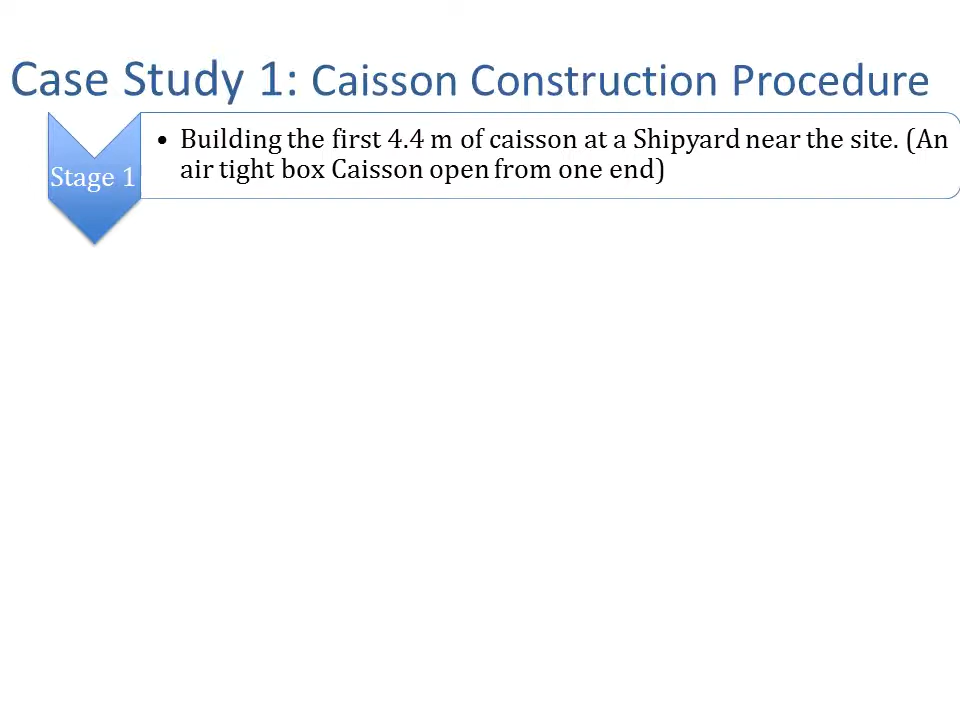 Case Study 1: Caisson Construction Procedure
Stage 1
• Building the first 4.4 m of caisson at a Shipyard near the site. (An
air tight box Caisson open from one end)